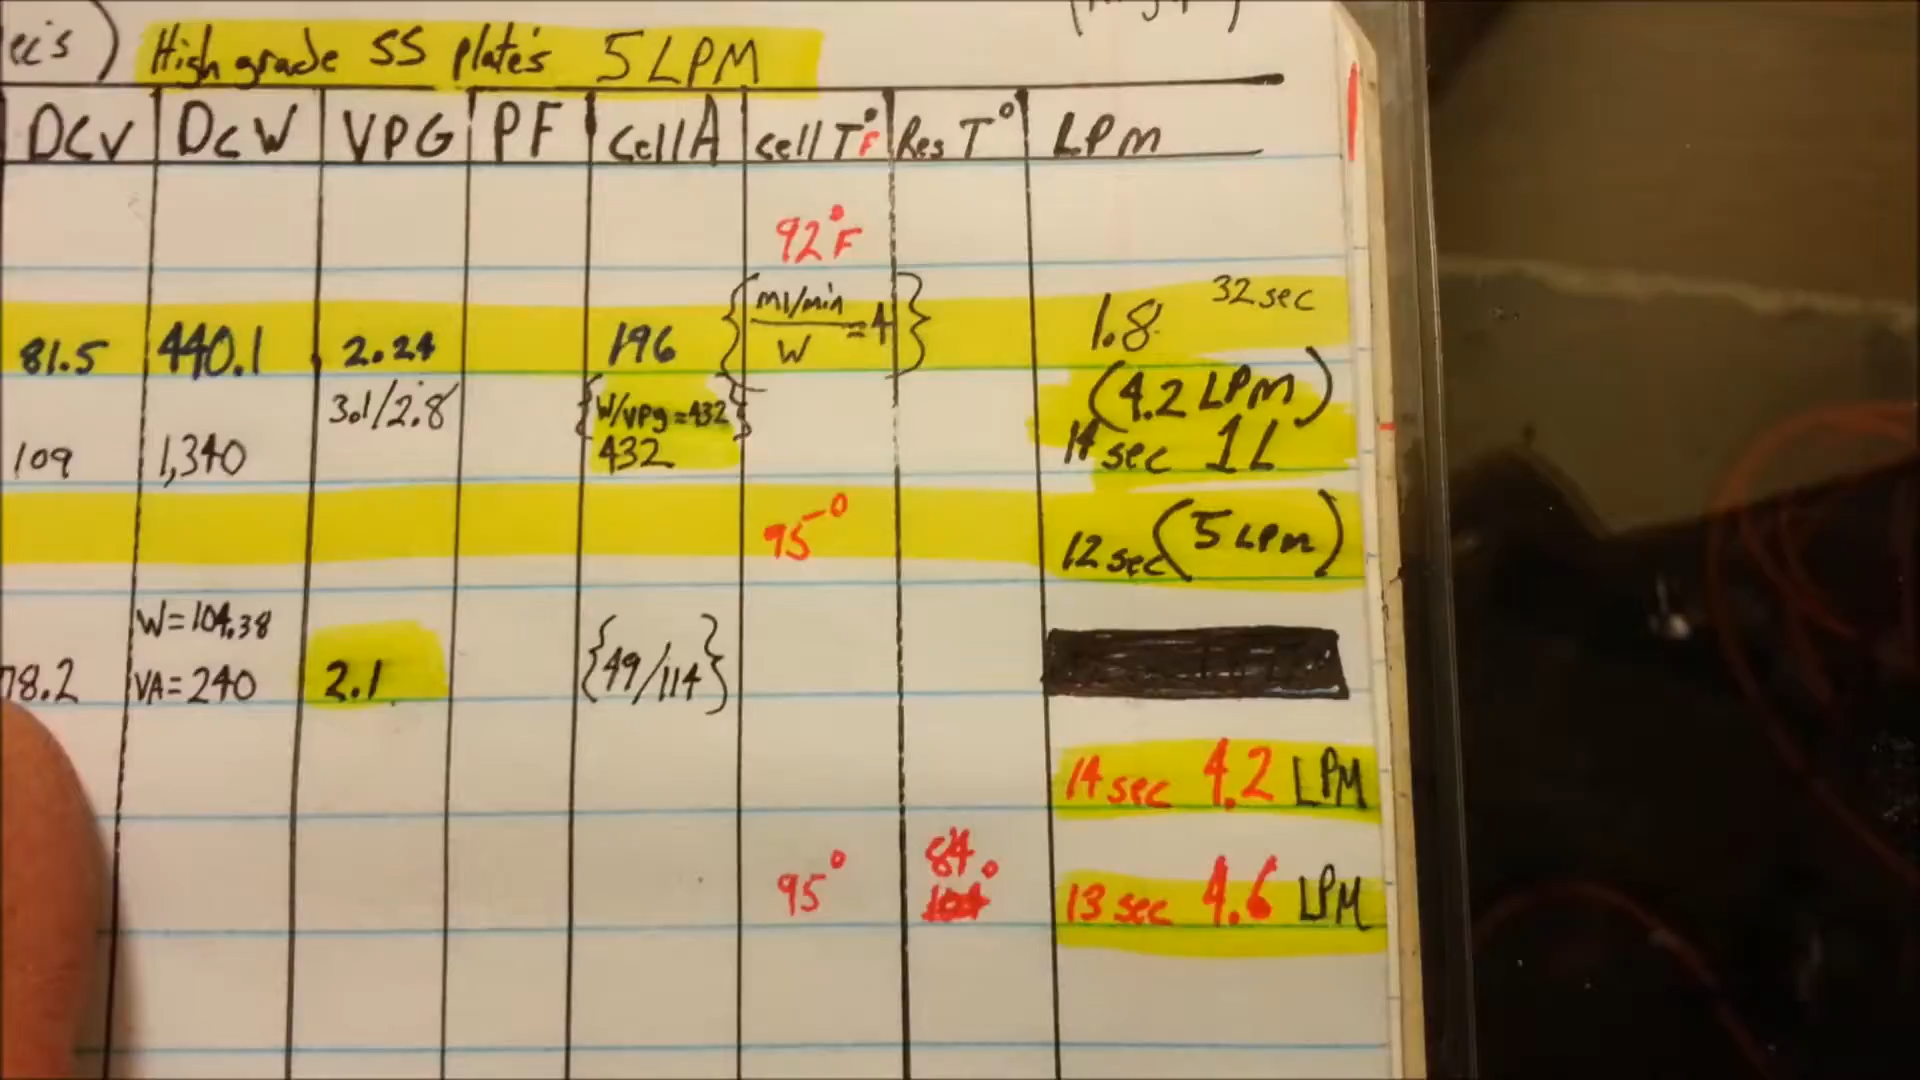 ec's) High grade SS plate's 5 LPM
DCV DCW VPG PF Cell A Cell T°F Res T° LPM
92°F
81.5 440.1 2.24 196 {ml/min / W =4} 1.8 32 sec
3.1/2.8 {W/VPg = 432} (4.2 LPM)
109 1,340 432 14 sec 1L
95° 12 sec (5 LPM)
W=104.38
78.2 VA=240 2.1 {49/114}
14 sec 4.2 LPM
84°
95° 13 sec 4.6 LPM